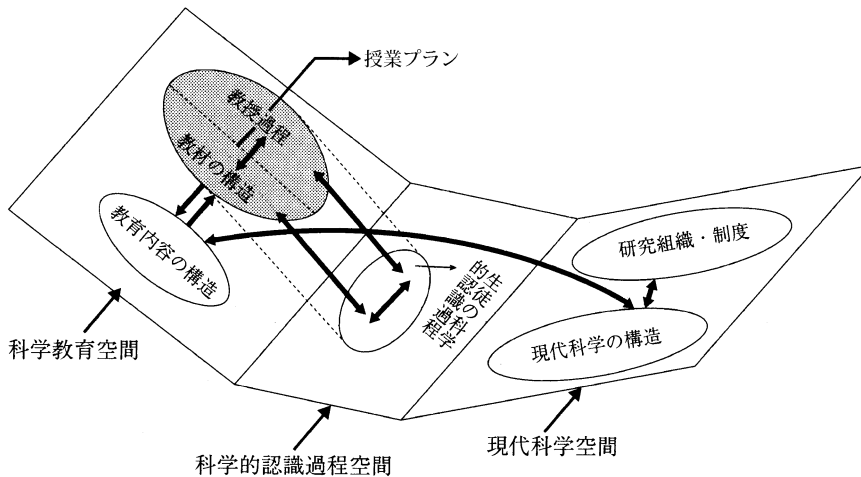 授業プラン
教授過程
教材の構造
教育内容の構造
生徒の科学
的認識過程
研究組織・制度
現代科学の構造
科学教育空間
科学的認識過程空間
現代科学空間